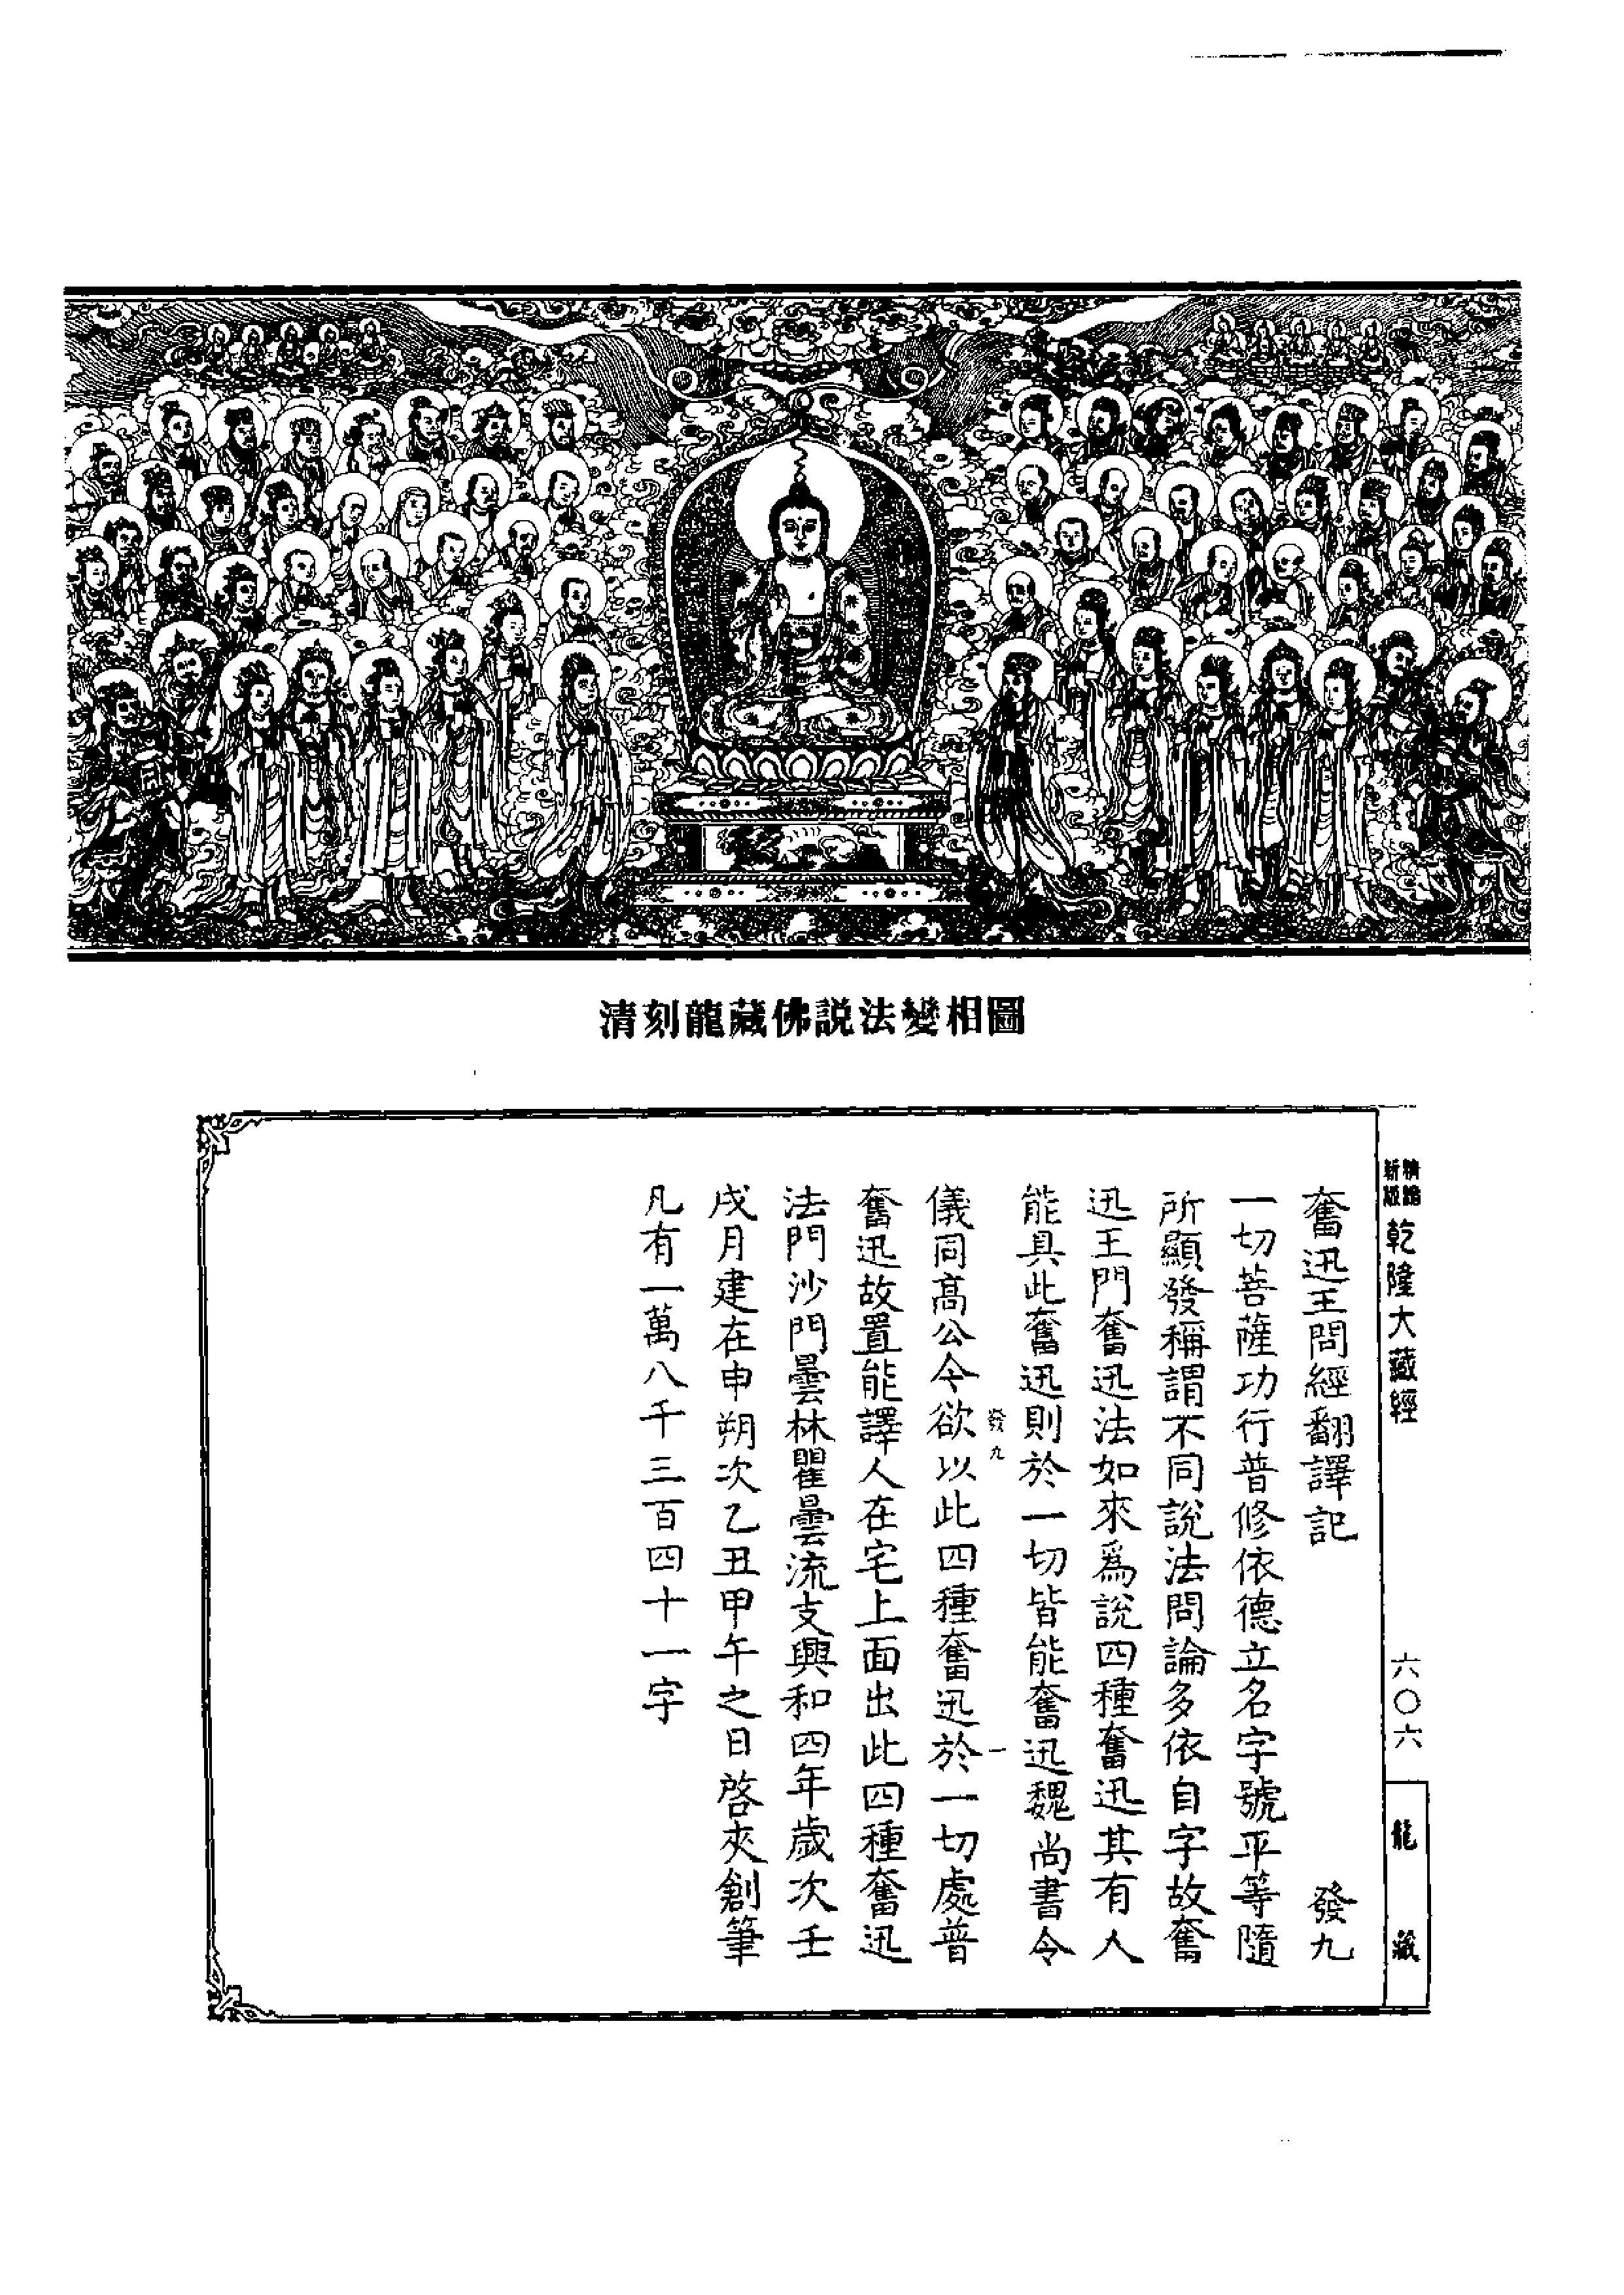 清刻龍藏佛説法變相圖
精縮
新版
乾隆大藏經
六〇六
龍藏
奮迅王問經翻譯記 發九
一切菩薩功行普修依德立名字號平等隨
所顯發稱謂不同説法問論多依自字故奮
迅王門奮迅法如來爲説四種奮迅其有人
能具此奮迅則於一切皆能奮迅魏尚書令
發九 一
儀同髙公今欲以此四種奮迅於一切處普
奮迅故置能譯人在宅上面出此四種奮迅
法門沙門曇林瞿曇流支興和四年歲次壬
戌月建在申朔次乙丑甲午之日啓夾創筆
凡有一萬八千三百四十一字